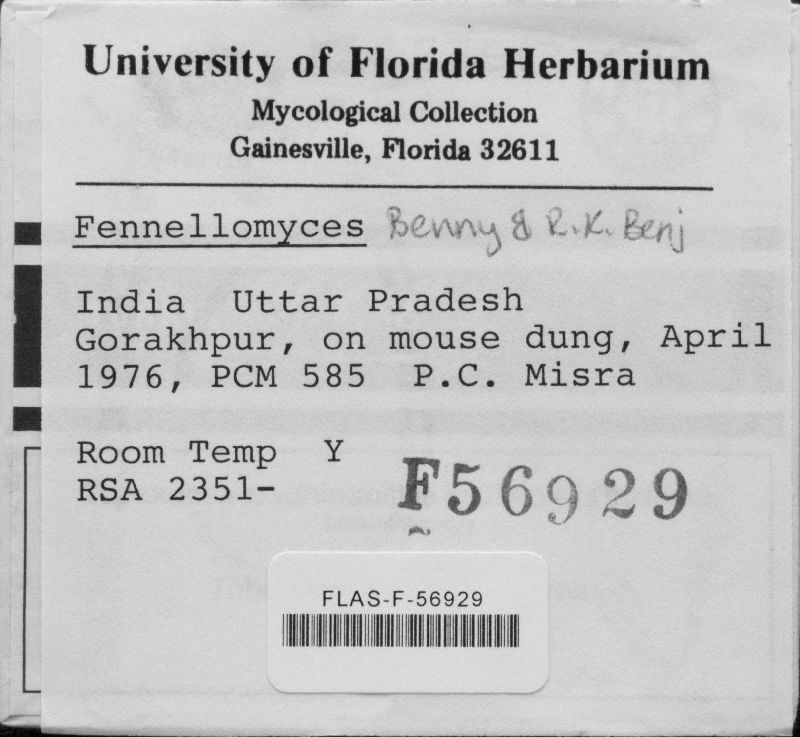 University of Florida Herbarium
Mycological Collection
Gainesville, Florida 32611
Fennellomyces Benny & R.K. Benj
India Uttar Pradesh
Gorakhpur, on mouse dung, April
1976, PCM 585 P.C. Misra
Room Temp Y
RSA 2351-
F56929
FLAS-F-56929